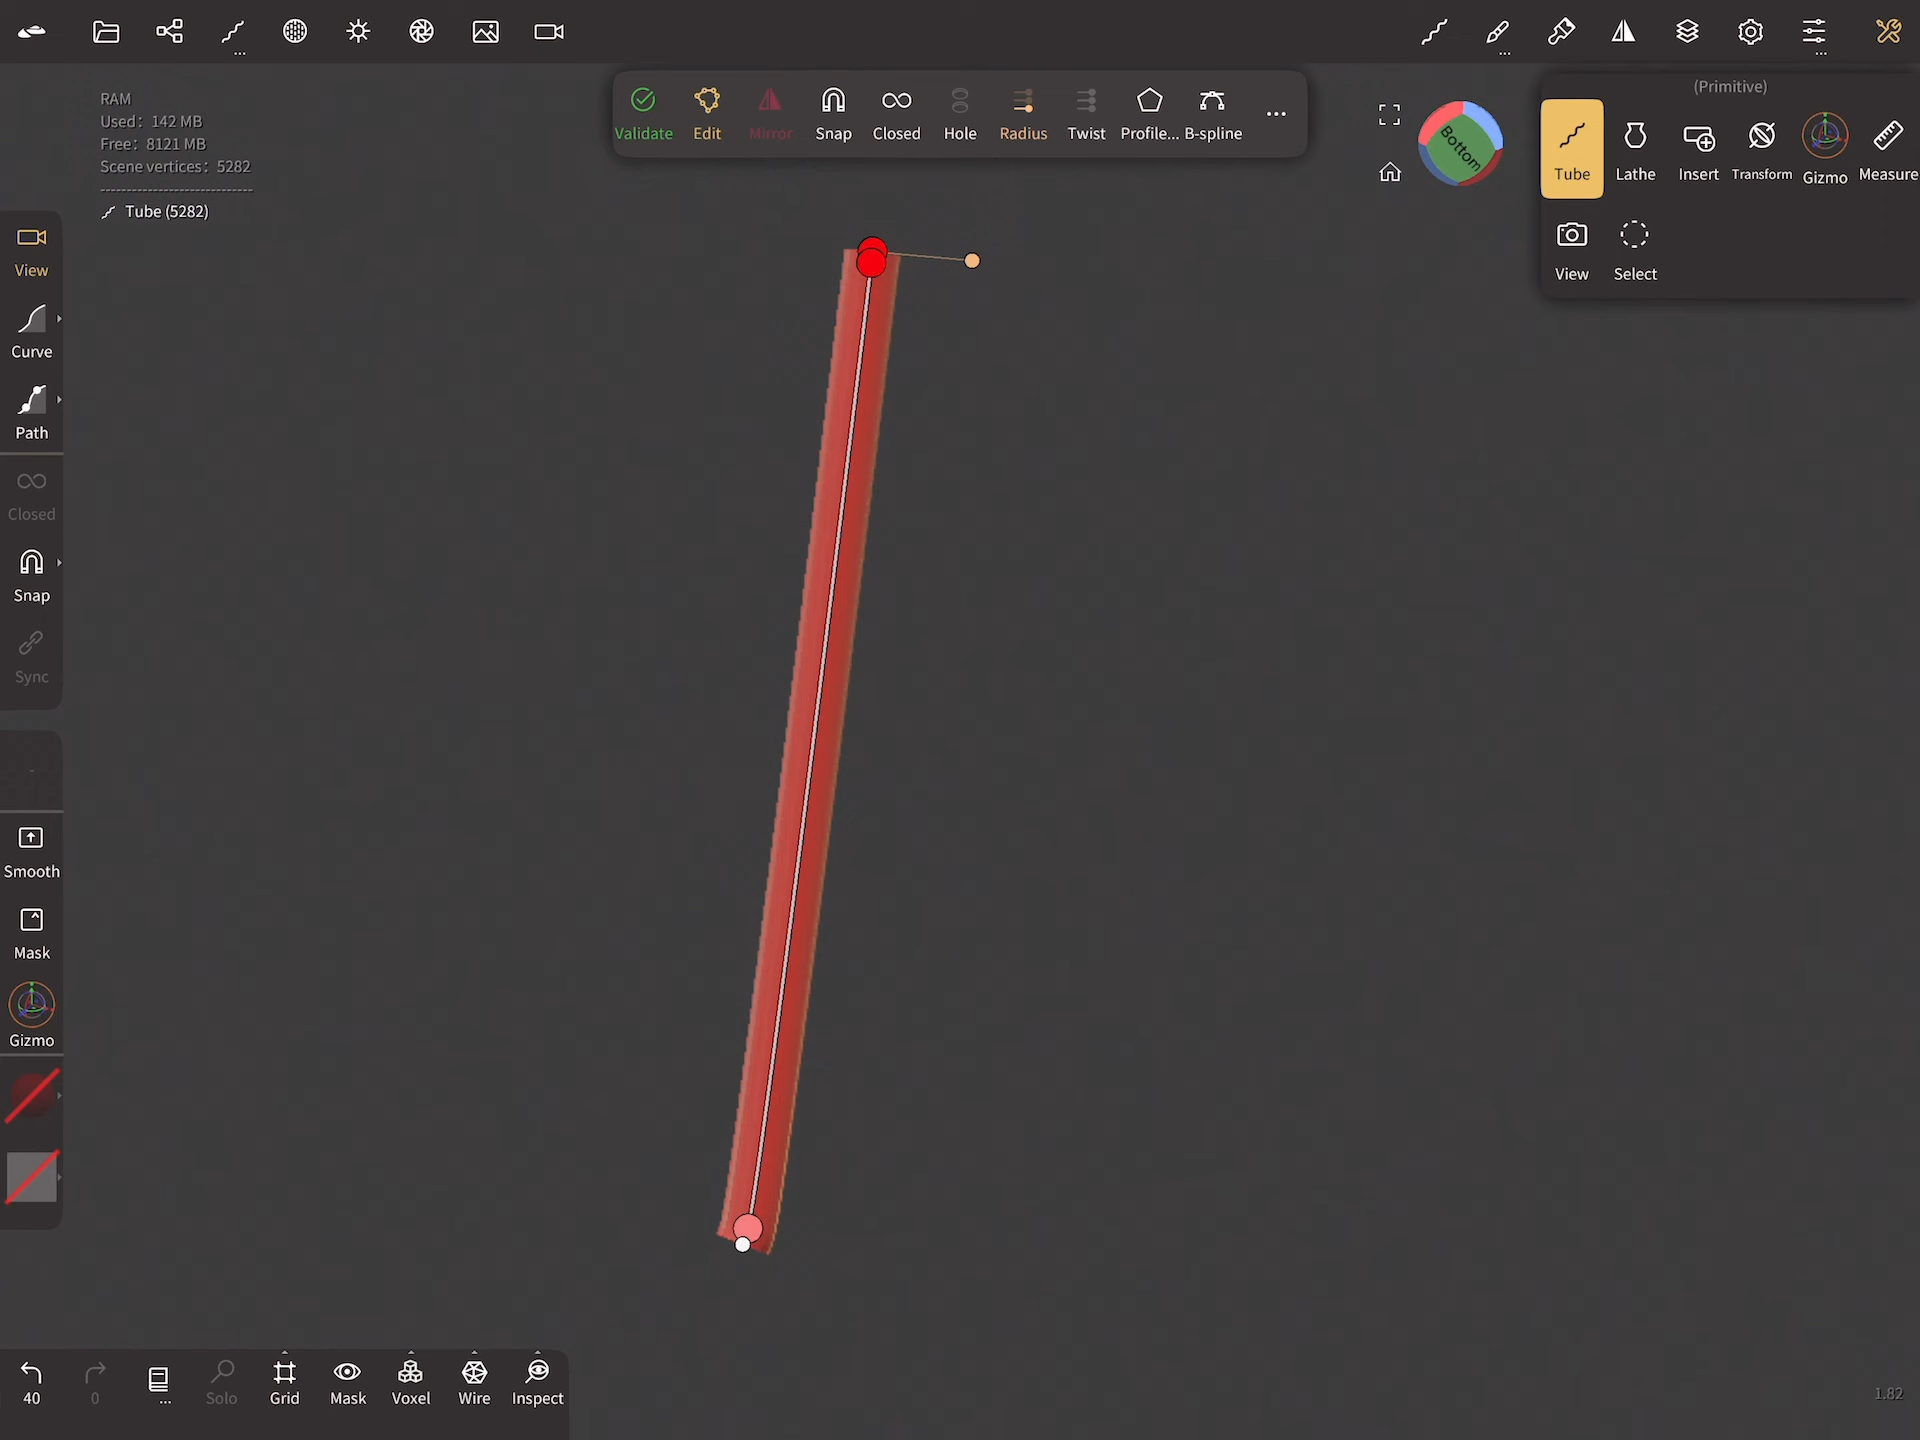 RAM
Used: 142 MB
Free: 8121 MB
Scene vertices: 5282
----------------------------
Tube (5282)
Validate Edit Mirror Snap Closed Hole Radius Twist Profile... B-spline ...
Bottom
(Primitive)
Tube Lathe Insert Transform Gizmo Measure
View Select
View
Curve
Path
Closed
Snap
Sync
-
Smooth
Mask
Gizmo
40 0 ... Solo Grid Mask Voxel Wire Inspect
1.82